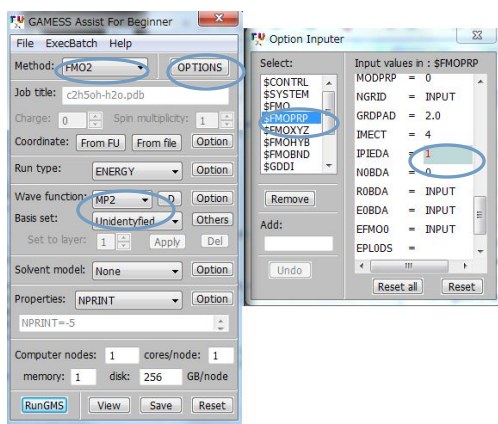 GAMESS Assist For Beginner
File ExecBatch Help
Method: FMO2 OPTIONS
Job title: c2h5oh-h2o.pdb
Charge: 0 Spin multiplicity: 1
Coordinate: From FU From file Option
Run type: ENERGY Option
Wave function: MP2 D Option
Basis set: Unidentyfied Others
Set to layer: 1 Apply Del
Solvent model: None Option
Properties: NPRINT Option
NPRINT=-5
Computer nodes: 1 cores/node: 1
memory: 1 disk: 256 GB/node
RunGMS View Save Reset
Option Inputer
Select:
$CONTRL
$SYSTEM
$FMO
$FMOPRP
$FMOXYZ
$FMOHYB
$FMOBND
$GDDI
Remove
Add:
Undo
Input values in : $FMOPRP
MODPRP = 0
NGRID = INPUT
GRDPAD = 2.0
IMECT = 4
IPIEDA = 1
N0BDA = 0
R0BDA = INPUT
E0BDA = INPUT
EFMO0 = INPUT
EPL0DS =
Reset all Reset